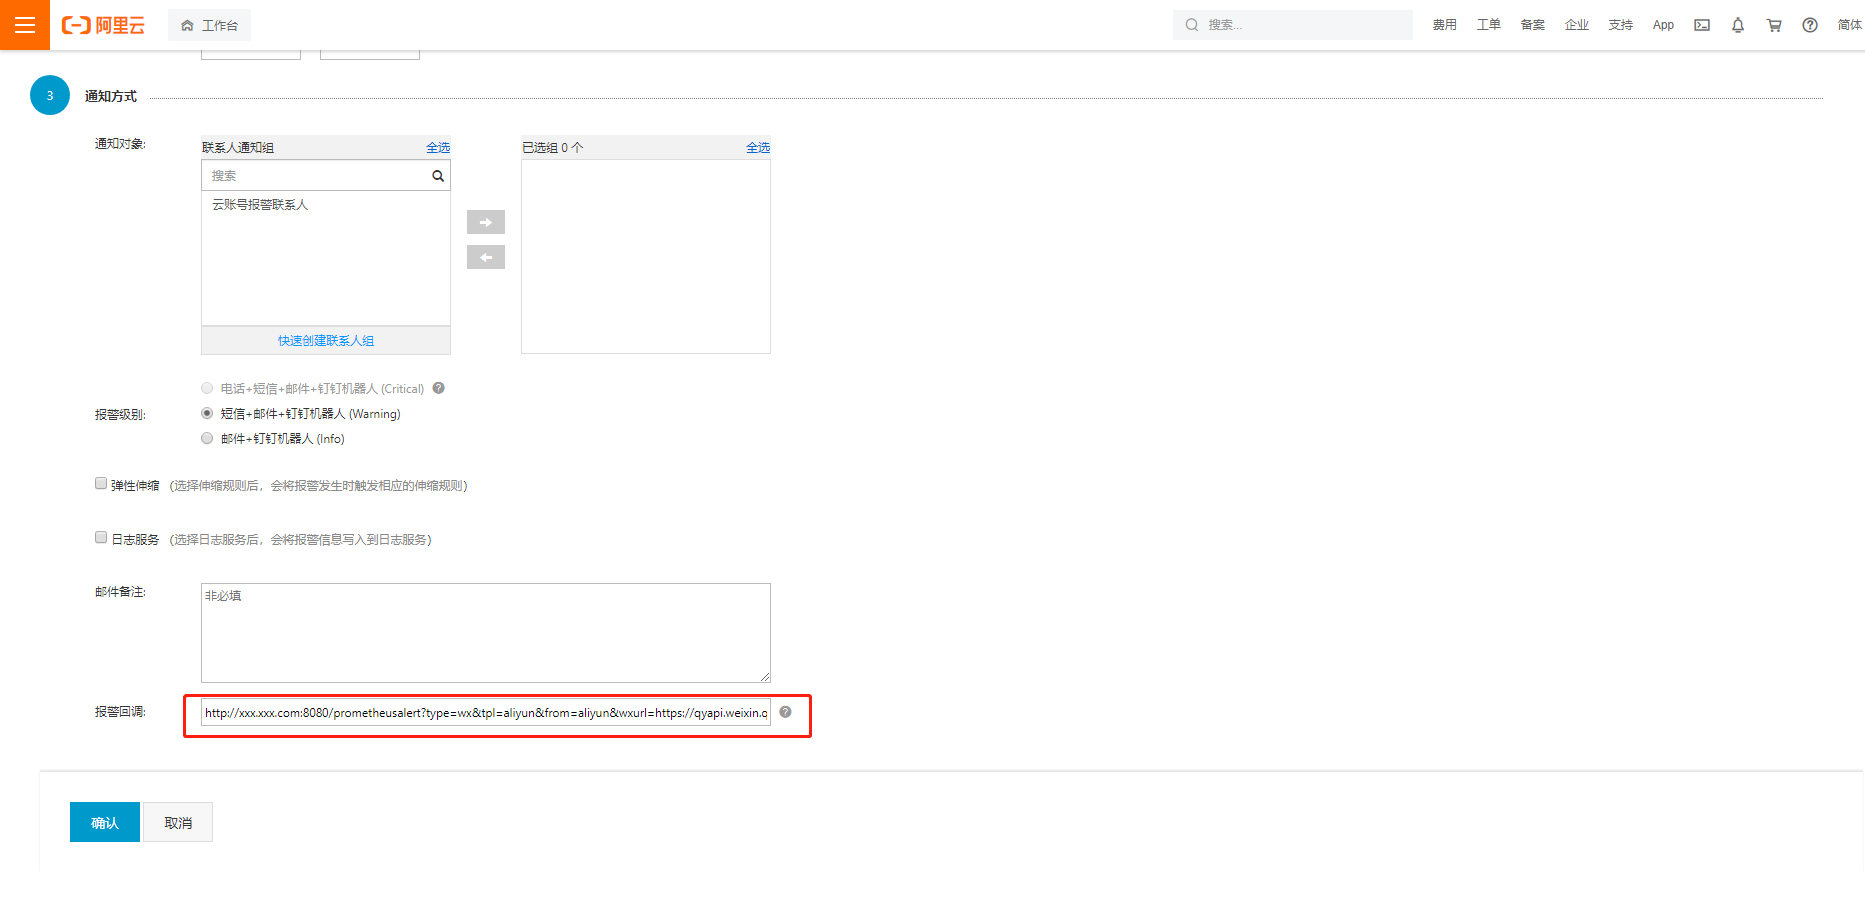 阿里云
工作台
搜索...
费用
工单
备案
企业
支持
App
简体
3
通知方式
通知对象:
联系人通知组
全选
已选组 0 个
全选
搜索
云账号报警联系人
快速创建联系人组
报警级别:
电话+短信+邮件+钉钉机器人 (Critical)
短信+邮件+钉钉机器人 (Warning)
邮件+钉钉机器人 (Info)
弹性伸缩 (选择伸缩规则后，会将报警发生时触发相应的伸缩规则)
日志服务 (选择日志服务后，会将报警信息写入到日志服务)
邮件备注:
非必填
报警回调:
http://xxx.xxx.com:8080/prometheusalert?type=wx&tpl=aliyun&from=aliyun&wxurl=https://qyapi.weixin.q
确认
取消